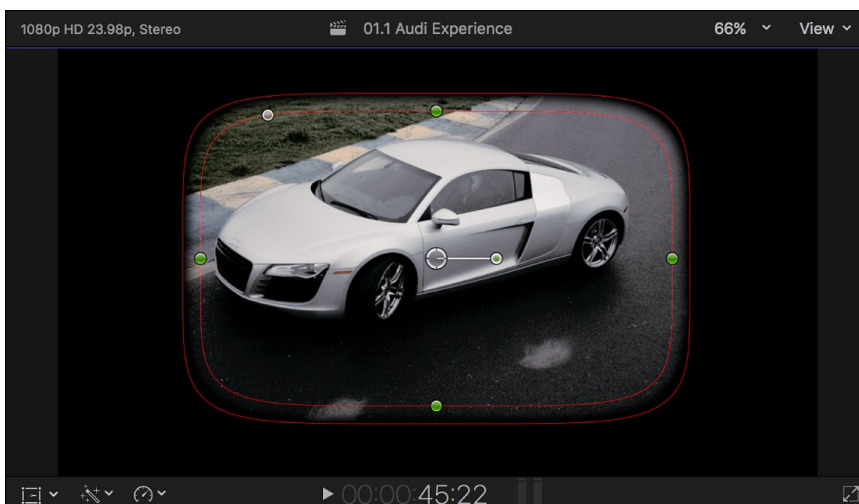 1080p HD 23.98p, Stereo
01.1 Audi Experience
66%
View
00:00:45:22